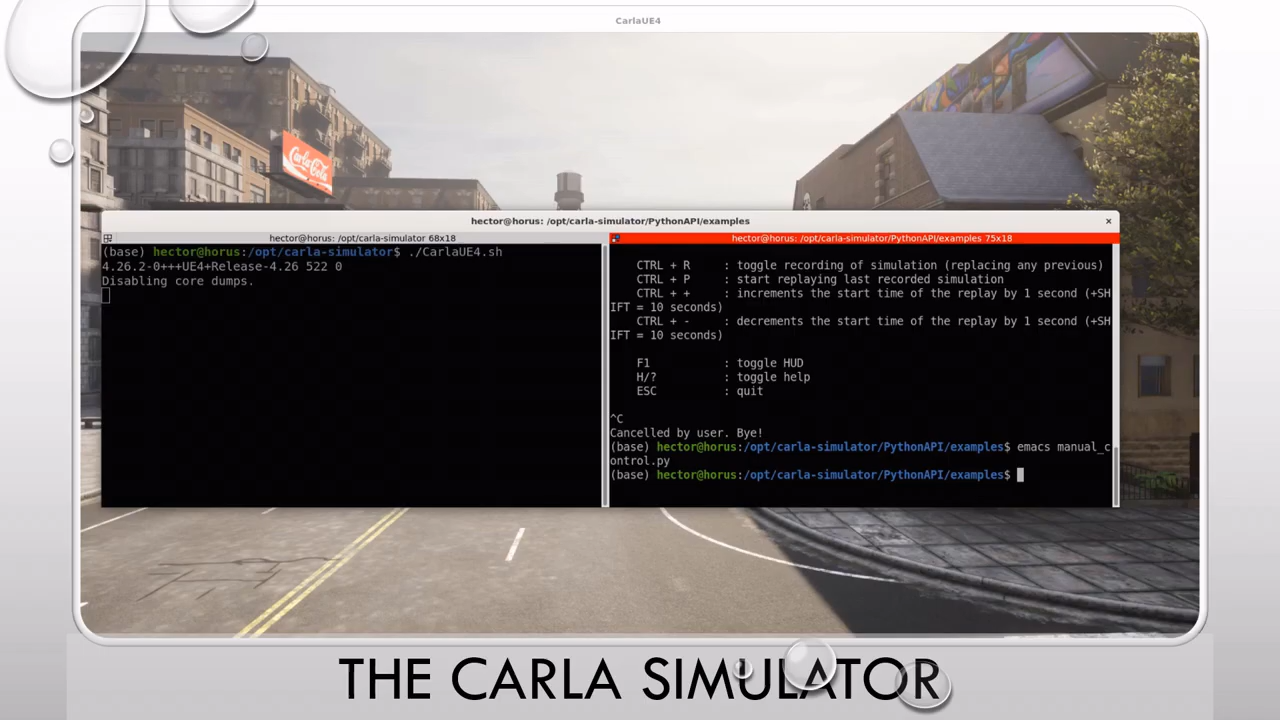 CarlaUE4
Carla-Cola
hector@horus: /opt/carla-simulator/PythonAPI/examples
×
hector@horus: /opt/carla-simulator 68x18
(base) hector@horus:/opt/carla-simulator$ ./CarlaUE4.sh
4.26.2-0+++UE4+Release-4.26 522 0
Disabling core dumps.
hector@horus: /opt/carla-simulator/PythonAPI/examples 75x18
CTRL + R : toggle recording of simulation (replacing any previous)
CTRL + P : start replaying last recorded simulation
CTRL + + : increments the start time of the replay by 1 second (+SH
IFT = 10 seconds)
CTRL + - : decrements the start time of the replay by 1 second (+SH
IFT = 10 seconds)
F1 : toggle HUD
H/? : toggle help
ESC : quit
^C
Cancelled by user. Bye!
(base) hector@horus:/opt/carla-simulator/PythonAPI/examples$ emacs manual_c
ontrol.py
(base) hector@horus:/opt/carla-simulator/PythonAPI/examples$
THE CARLA SIMULATOR